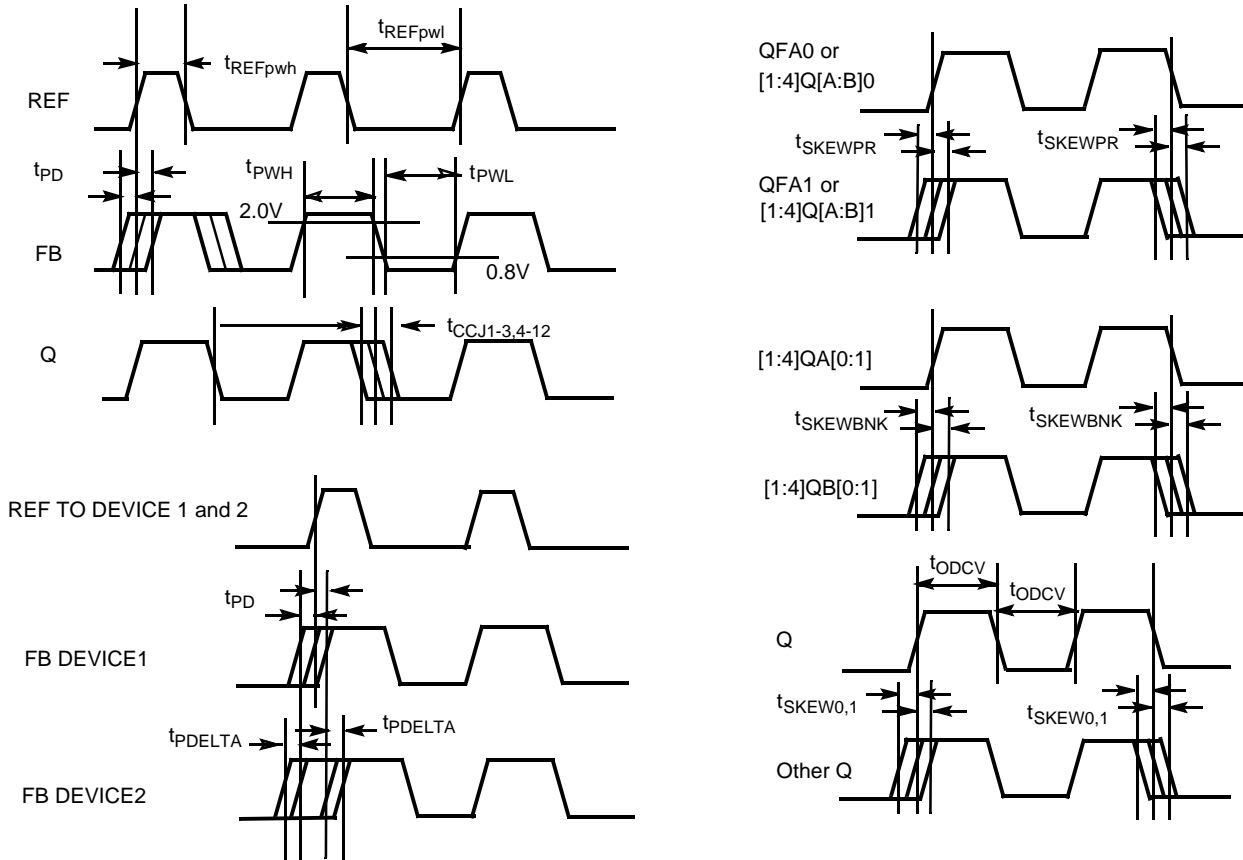 tREFpwl
tREFpwh
REF
tPD
tPWH
tPWL
2.0V
FB
0.8V
tCCJ1-3,4-12
Q
REF TO DEVICE 1 and 2
tPD
FB DEVICE1
tPDELTA
tPDELTA
FB DEVICE2
QFA0 or
[1:4]Q[A:B]0
tSKEWPR
tSKEWPR
QFA1 or
[1:4]Q[A:B]1
[1:4]QA[0:1]
tSKEWBNK
tSKEWBNK
[1:4]QB[0:1]
tODCV
tODCV
Q
tSKEW0,1
tSKEW0,1
Other Q